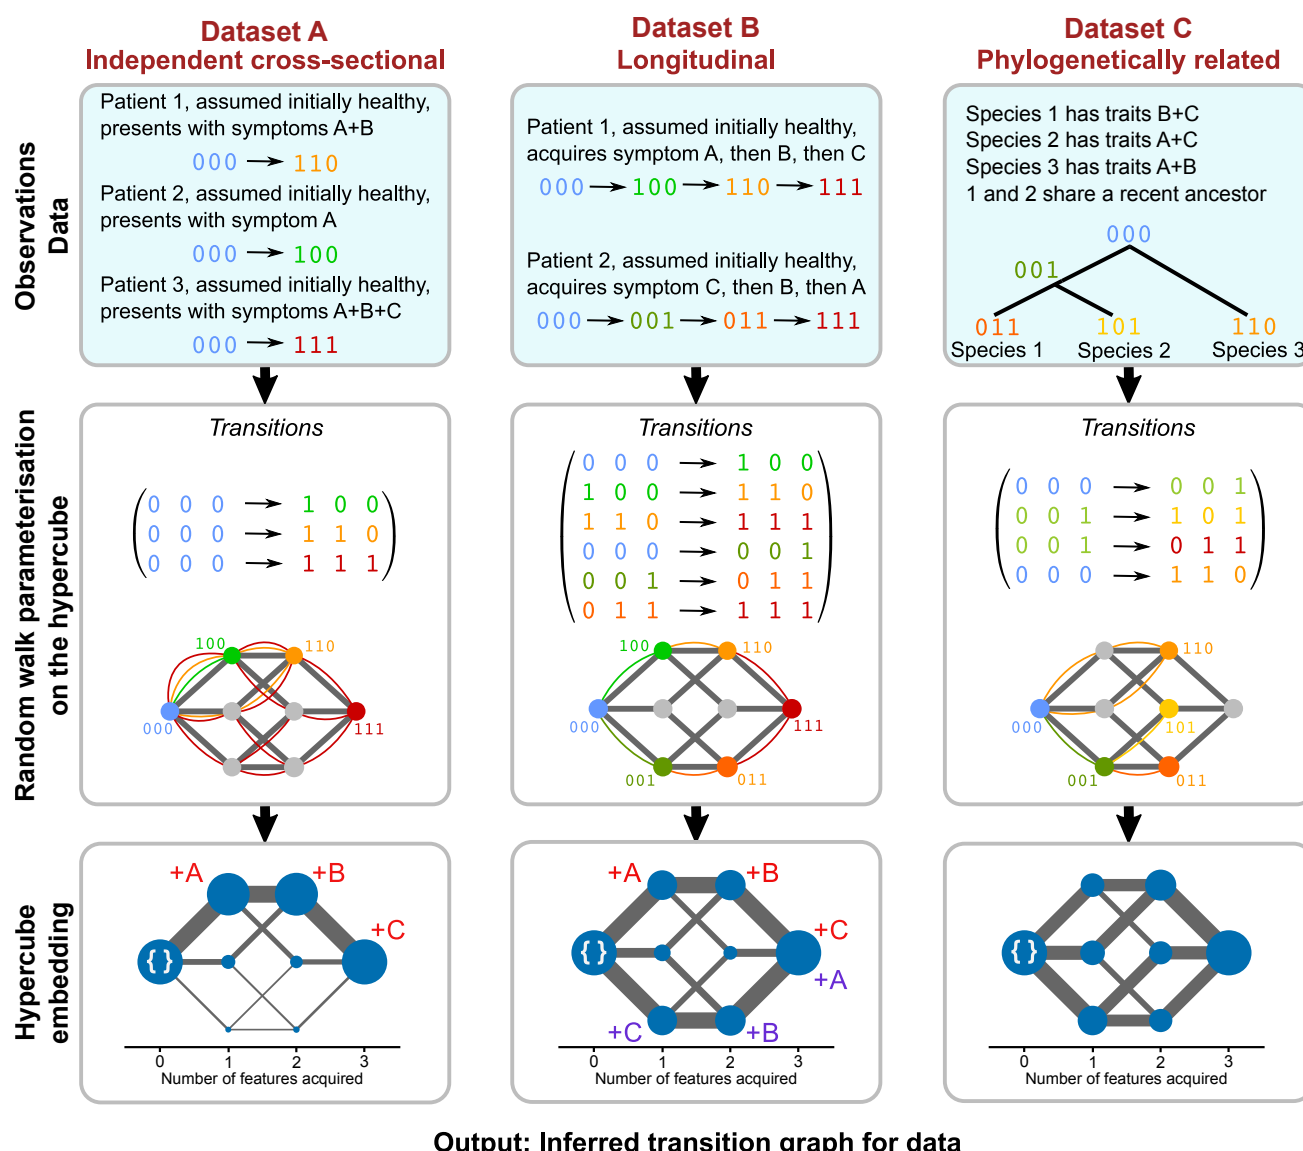 Dataset A
Independent cross-sectional
Dataset B
Longitudinal
Dataset C
Phylogenetically related
Observations
Data
Patient 1, assumed initially healthy,
presents with symptoms A+B
000 → 110
Patient 2, assumed initially healthy,
presents with symptom A
000 → 100
Patient 3, assumed initially healthy,
presents with symptoms A+B+C
000 → 111
Patient 1, assumed initially healthy,
acquires symptom A, then B, then C
000 → 100 → 110 → 111
Patient 2, assumed initially healthy,
acquires symptom C, then B, then A
000 → 001 → 011 → 111
Species 1 has traits B+C
Species 2 has traits A+C
Species 3 has traits A+B
1 and 2 share a recent ancestor
000
001
011 101 110
Species 1 Species 2 Species 3
Random walk parameterisation
on the hypercube
Transitions
0 0 0 → 1 0 0
0 0 0 → 1 1 0
0 0 0 → 1 1 1
100 110
000 111
Transitions
0 0 0 → 1 0 0
1 0 0 → 1 1 0
1 1 0 → 1 1 1
0 0 0 → 0 0 1
0 0 1 → 0 1 1
0 1 1 → 1 1 1
100 110
000 111
001 011
Transitions
0 0 0 → 0 0 1
0 0 1 → 1 0 1
0 0 1 → 0 1 1
0 0 0 → 1 1 0
110
000 101
001 011
Hypercube
embedding
+A +B
+C
{}
0 1 2 3
Number of features acquired
+A +B
+C
{}
+A
+C +B
0 1 2 3
Number of features acquired
{}
0 1 2 3
Number of features acquired
Output: Inferred transition graph for data